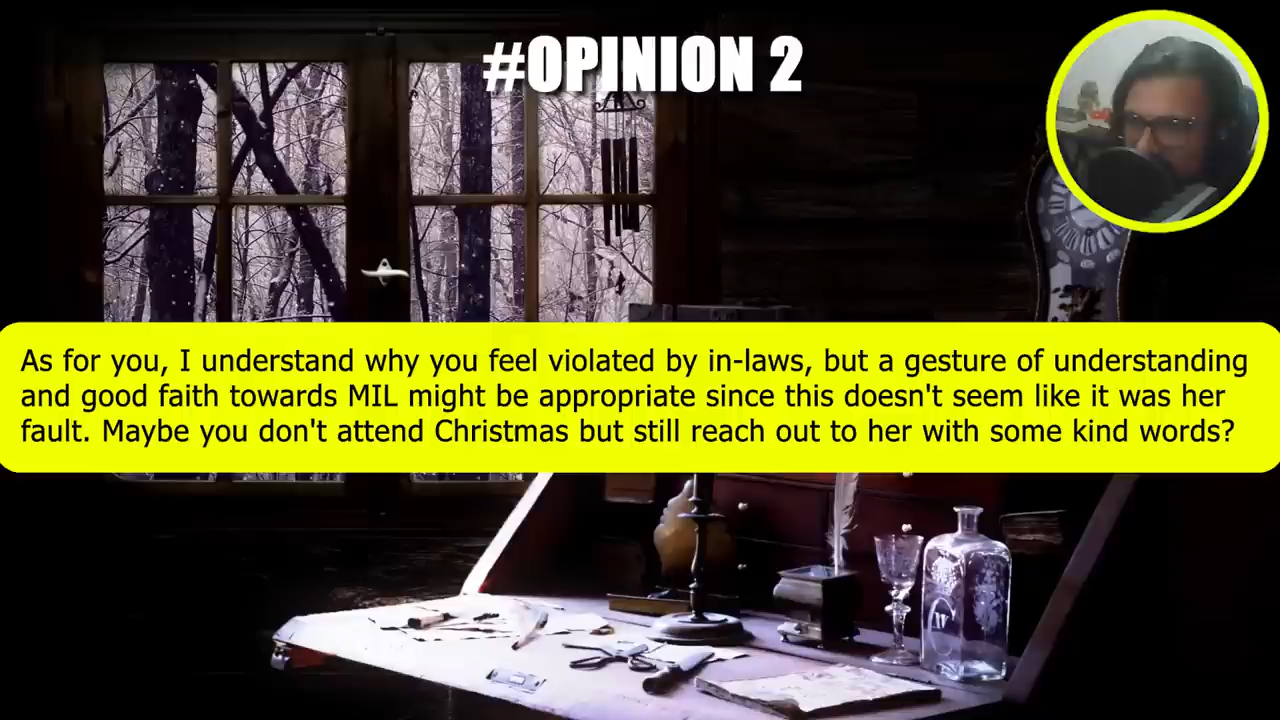 #OPINION 2
As for you, I understand why you feel violated by in-laws, but a gesture of understanding
and good faith towards MIL might be appropriate since this doesn't seem like it was her
fault. Maybe you don't attend Christmas but still reach out to her with some kind words?